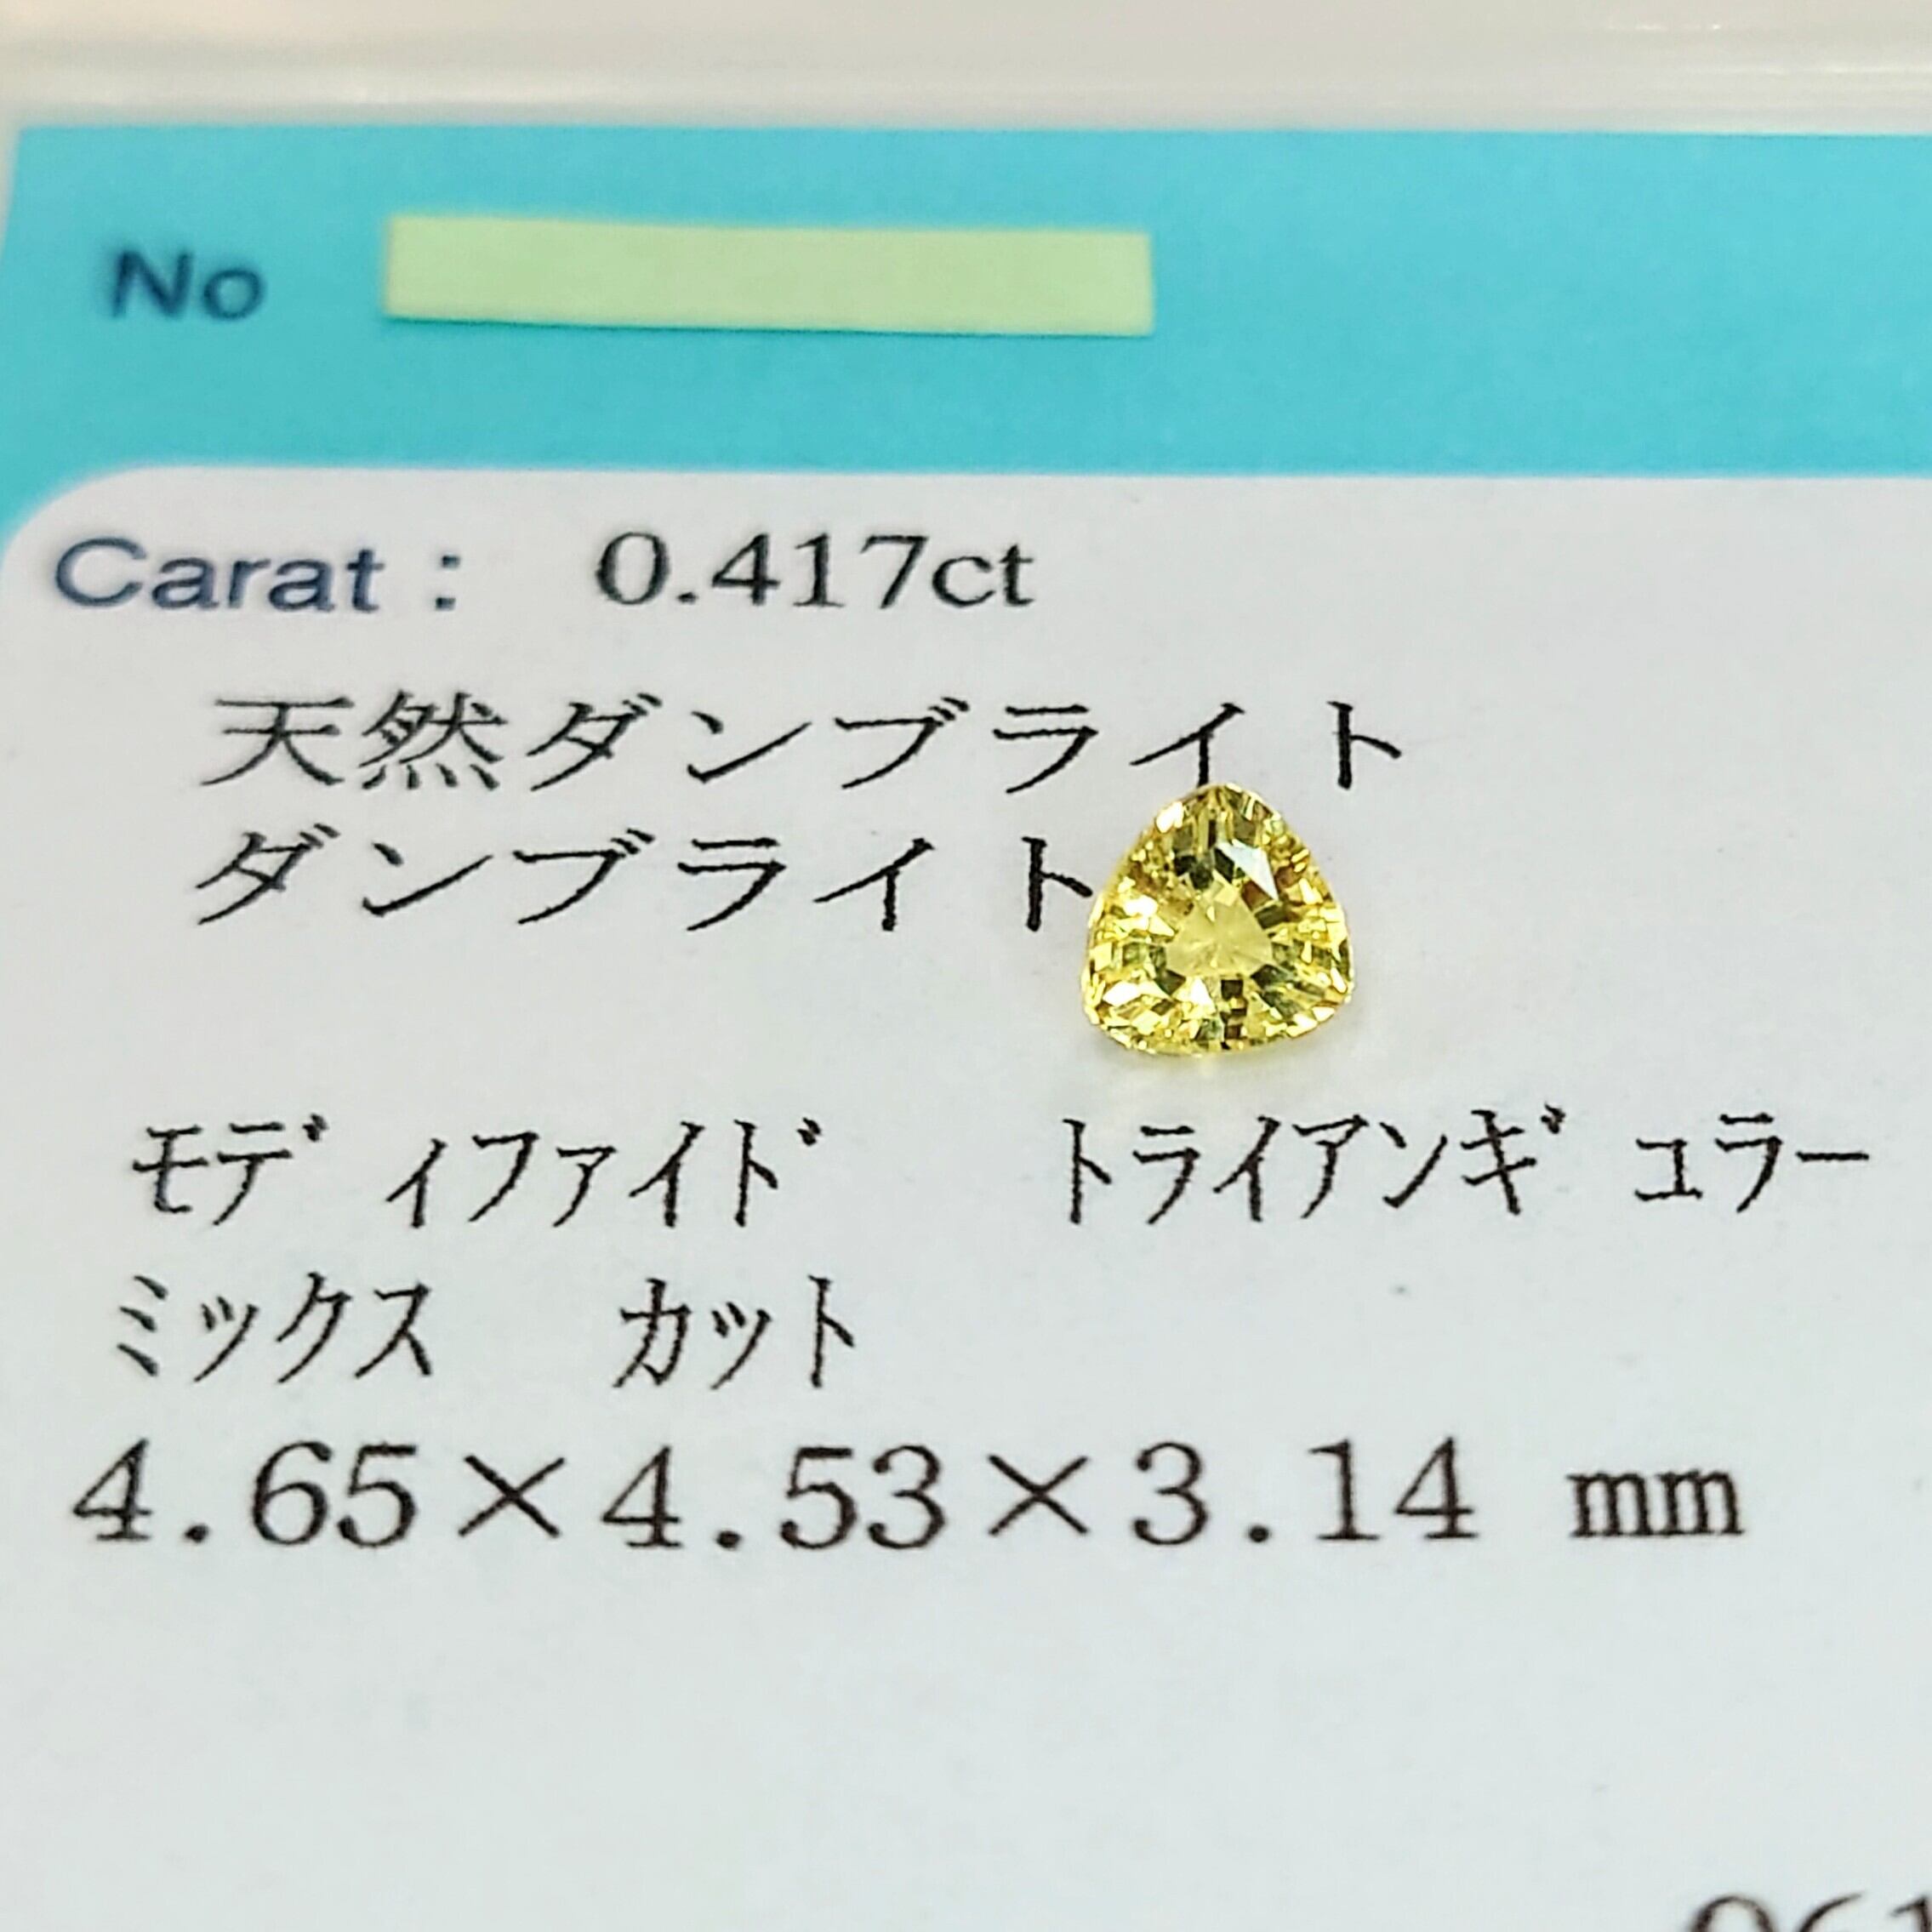 No
Carat : 0.417ct
天然ダンブライト
ダンブライト
ﾓﾃﾞｨﾌｧｲﾄﾞ ﾄﾗｲｱﾝｷﾞｭﾗｰ
ﾐｯｸｽ ｶｯﾄ
4.65×4.53×3.14 mm